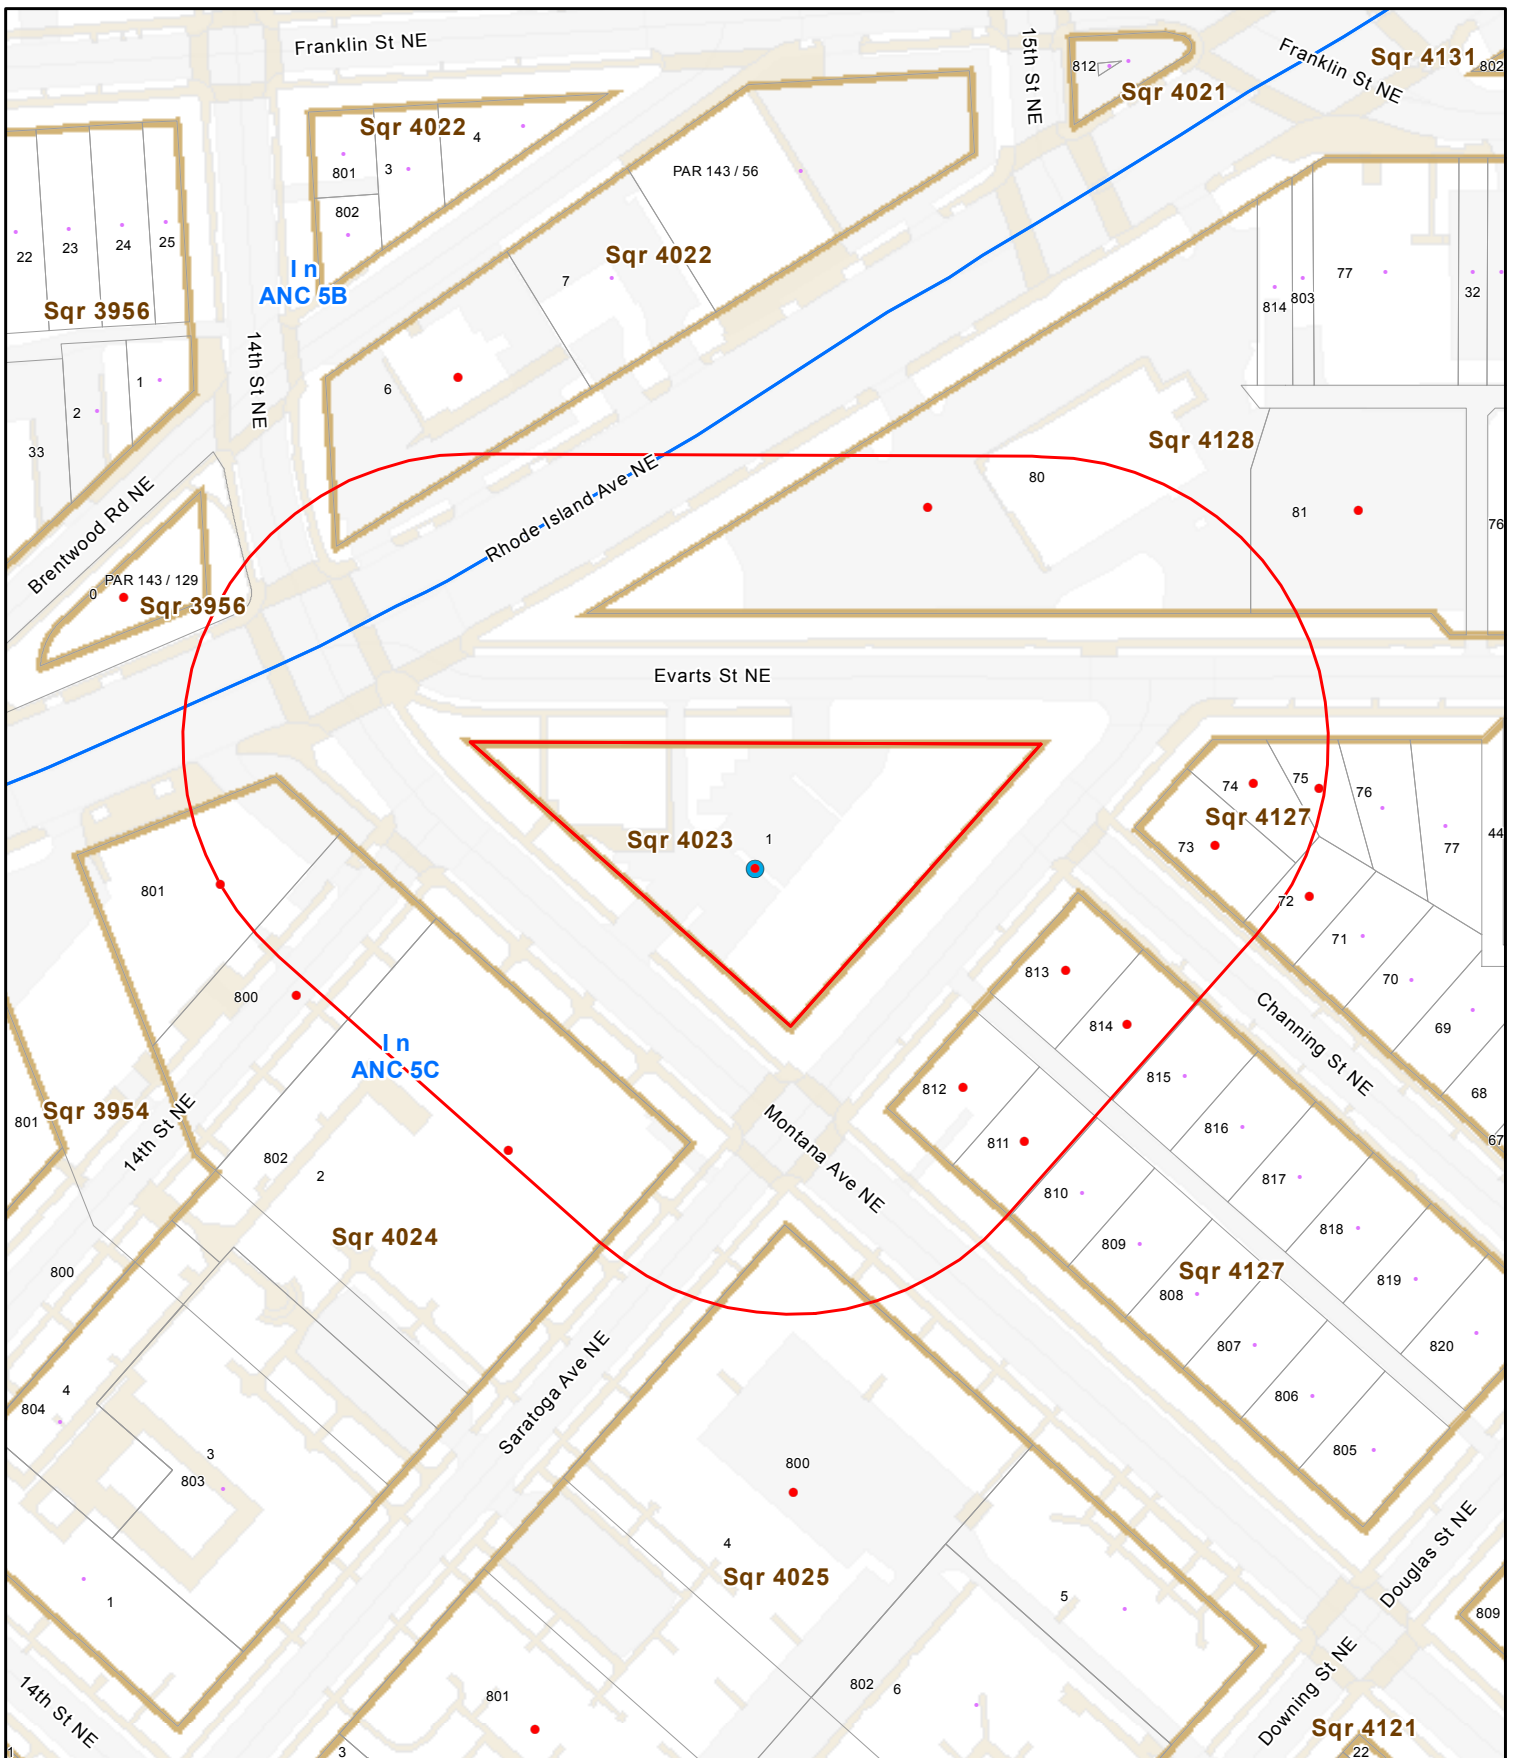 Franklin St NE
15th St NE
Franklin St NE
Sqr 4131
802
812
Sqr 4021
Sqr 4022
4
801
3
802
PAR 143 / 56
22
23
24
25
I n
ANC 5B
Sqr 4022
7
Sqr 3956
814
803
77
32
14th St NE
1
2
6
33
Sqr 4128
80
81
76
Brentwood Rd NE
Rhode Island Ave NE
PAR 143 / 129
0
Sqr 3956
Evarts St NE
74
75
76
Sqr 4127
73
77
44
Sqr 4023
1
801
72
71
70
69
68
67
813
814
800
Channing St NE
I n
ANC 5C
815
812
816
Sqr 3954
801
14th St NE
Montana Ave NE
811
802
2
810
817
818
Sqr 4024
809
Sqr 4127
819
800
808
807
820
Saratoga Ave NE
4
804
806
3
803
805
800
4
Sqr 4025
Douglas St NE
5
1
809
14th St NE
801
802
6
Downing St NE
Sqr 4121
1
3
22